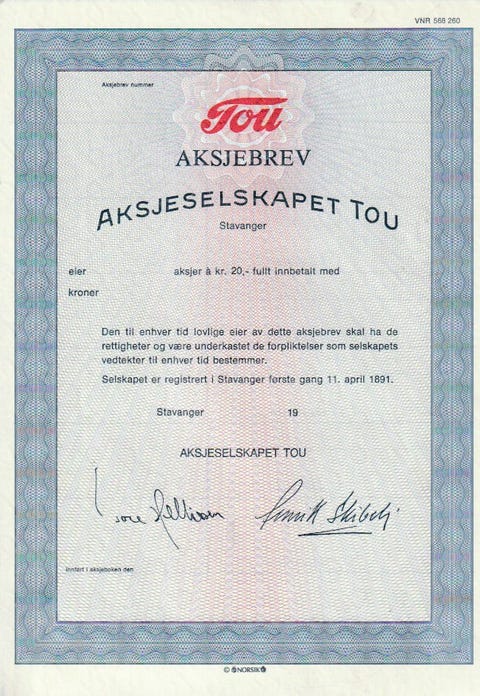 VNR 568 260
Aksjebrev nummer
Tou
AKSJEBREV
AKSJESELSKAPET TOU
Stavanger
eier aksjer à kr. 20,- fullt innbetalt med
kroner
Den til enhver tid lovlige eier av dette aksjebrev skal ha de
rettigheter og være underkastet de forpliktelser som selskapets
vedtekter til enhver tid bestemmer.
Selskapet er registrert i Stavanger første gang 11. april 1891.
Stavanger 19
AKSJESELSKAPET TOU
Innført i aksjeboken den
© NORSIK